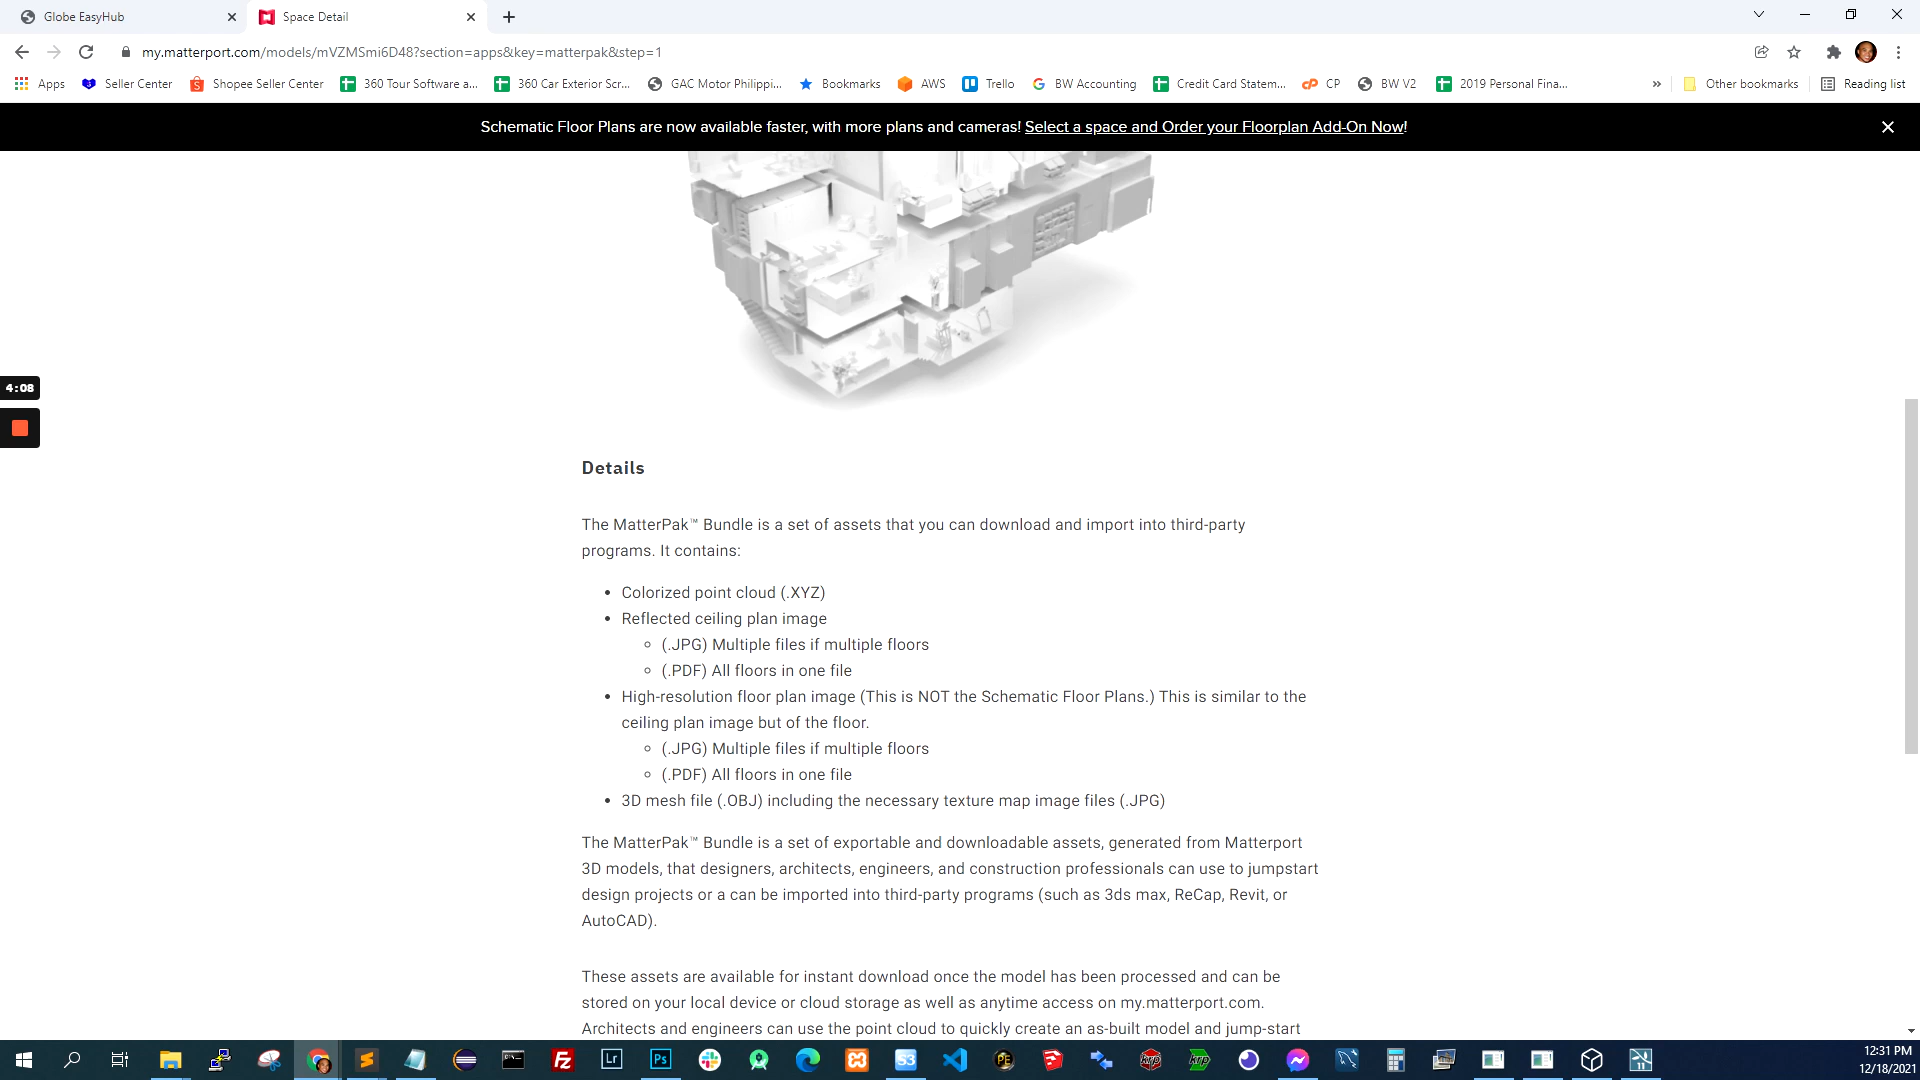 Globe EasyHub
Space Detail
my.matterport.com/models/mVZMSmi6D48?section=apps&key=matterpak&step=1
Apps
Seller Center
Shopee Seller Center
360 Tour Software a...
360 Car Exterior Scr...
GAC Motor Philippi...
Bookmarks
AWS
Trello
BW Accounting
Credit Card Statem...
CP
BW V2
2019 Personal Fina...
Other bookmarks
Reading list
Schematic Floor Plans are now available faster, with more plans and cameras! Select a space and Order your Floorplan Add-On Now!
4:08
Details
The MatterPak™ Bundle is a set of assets that you can download and import into third-party
programs. It contains:
• Colorized point cloud (.XYZ)
• Reflected ceiling plan image
◦ (.JPG) Multiple files if multiple floors
◦ (.PDF) All floors in one file
• High-resolution floor plan image (This is NOT the Schematic Floor Plans.) This is similar to the
ceiling plan image but of the floor.
◦ (.JPG) Multiple files if multiple floors
◦ (.PDF) All floors in one file
• 3D mesh file (.OBJ) including the necessary texture map image files (.JPG)
The MatterPak™ Bundle is a set of exportable and downloadable assets, generated from Matterport
3D models, that designers, architects, engineers, and construction professionals can use to jumpstart
design projects or a can be imported into third-party programs (such as 3ds max, ReCap, Revit, or
AutoCAD).
These assets are available for instant download once the model has been processed and can be
stored on your local device or cloud storage as well as anytime access on my.matterport.com.
Architects and engineers can use the point cloud to quickly create an as-built model and jump-start
Lr
Ps
S3
PE
12:31 PM
12/18/2021